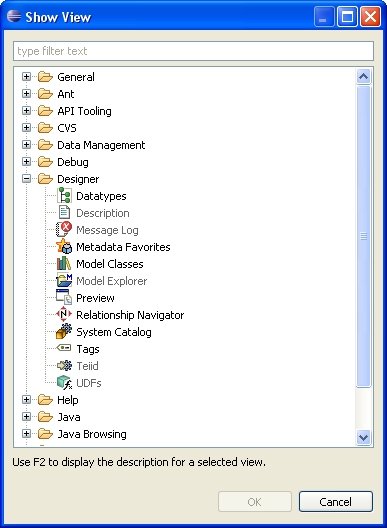 Show View
type filter text
General
Ant
API Tooling
CVS
Data Management
Debug
Designer
Datatypes
Description
Message Log
Metadata Favorites
Model Classes
Model Explorer
Preview
Relationship Navigator
System Catalog
Tags
Teiid
UDFs
Help
Java
Java Browsing
Use F2 to display the description for a selected view.
OK
Cancel